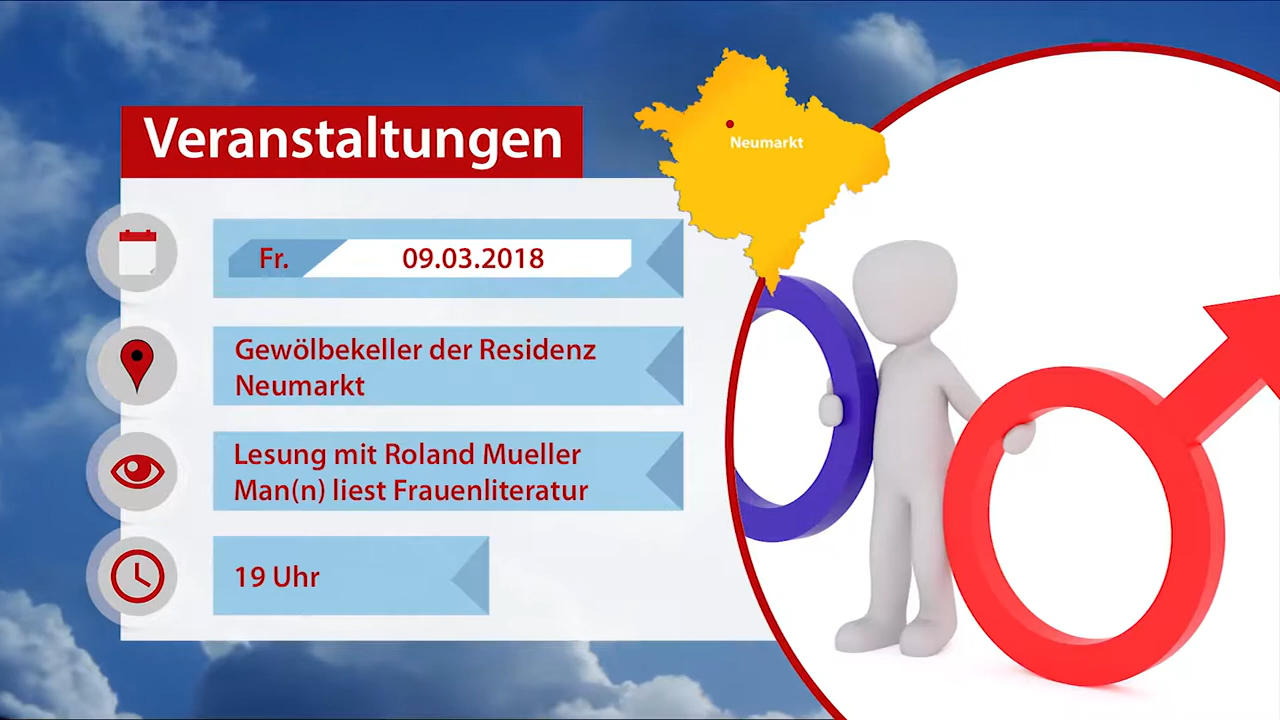 Veranstaltungen
Neumarkt
Fr. 09.03.2018
Gewölbekeller der Residenz
Neumarkt
Lesung mit Roland Mueller
Man(n) liest Frauenliteratur
19 Uhr